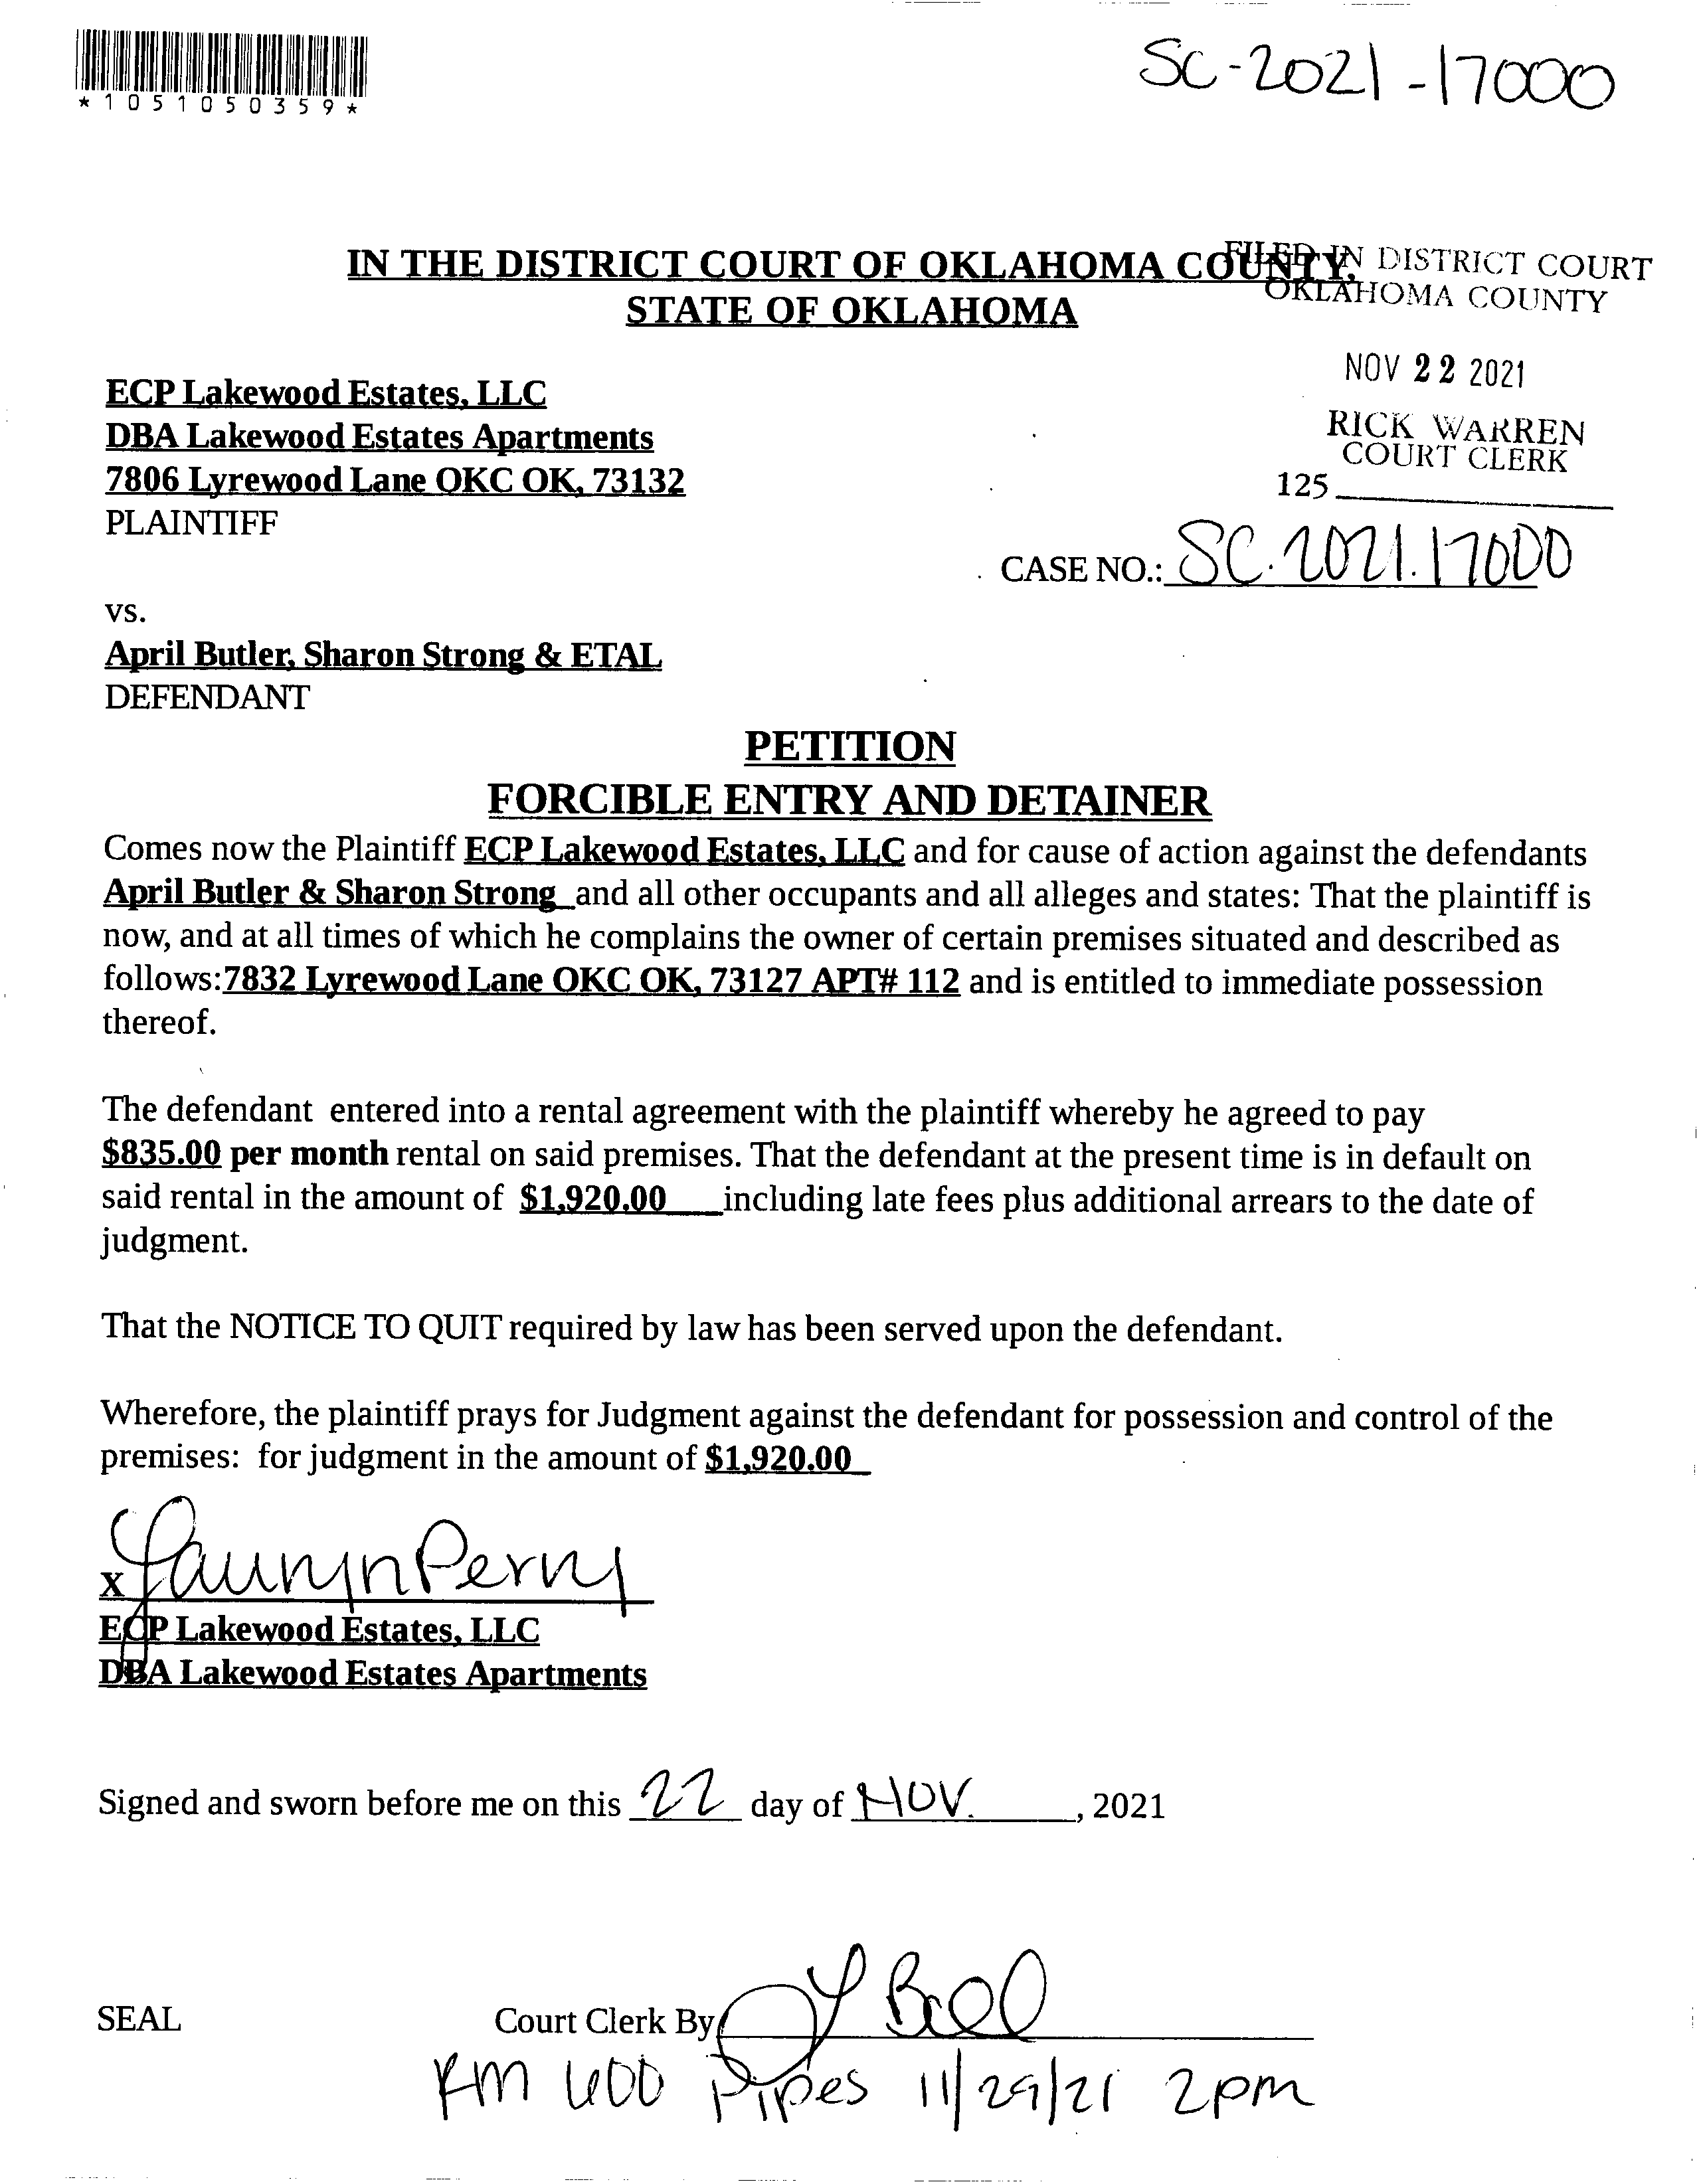 SC-2021-17000
*1051050359*
IN THE DISTRICT COURT OF OKLAHOMA COUNTY,
STATE OF OKLAHOMA
FILED IN DISTRICT COURT
OKLAHOMA COUNTY
NOV 22 2021
RICK WARREN
COURT CLERK
125
ECP Lakewood Estates, LLC
DBA Lakewood Estates Apartments
7806 Lyrewood Lane OKC OK, 73132
PLAINTIFF
CASE NO.: SC.2021.17000
vs.
April Butler, Sharon Strong & ETAL
DEFENDANT
PETITION
FORCIBLE ENTRY AND DETAINER
Comes now the Plaintiff ECP Lakewood Estates, LLC and for cause of action against the defendants
April Butler & Sharon Strong and all other occupants and all alleges and states: That the plaintiff is
now, and at all times of which he complains the owner of certain premises situated and described as
follows:7832 Lyrewood Lane OKC OK, 73127 APT# 112 and is entitled to immediate possession
thereof.
The defendant entered into a rental agreement with the plaintiff whereby he agreed to pay
$835.00 per month rental on said premises. That the defendant at the present time is in default on
said rental in the amount of $1,920.00 including late fees plus additional arrears to the date of
judgment.
That the NOTICE TO QUIT required by law has been served upon the defendant.
Wherefore, the plaintiff prays for Judgment against the defendant for possession and control of the
premises: for judgment in the amount of $1,920.00
X Lauryn Perry
ECP Lakewood Estates, LLC
DBA Lakewood Estates Apartments
Signed and sworn before me on this 22 day of NOV. , 2021
SEAL
Court Clerk By Bell
RM 600 Pipes 11/29/21 2pm